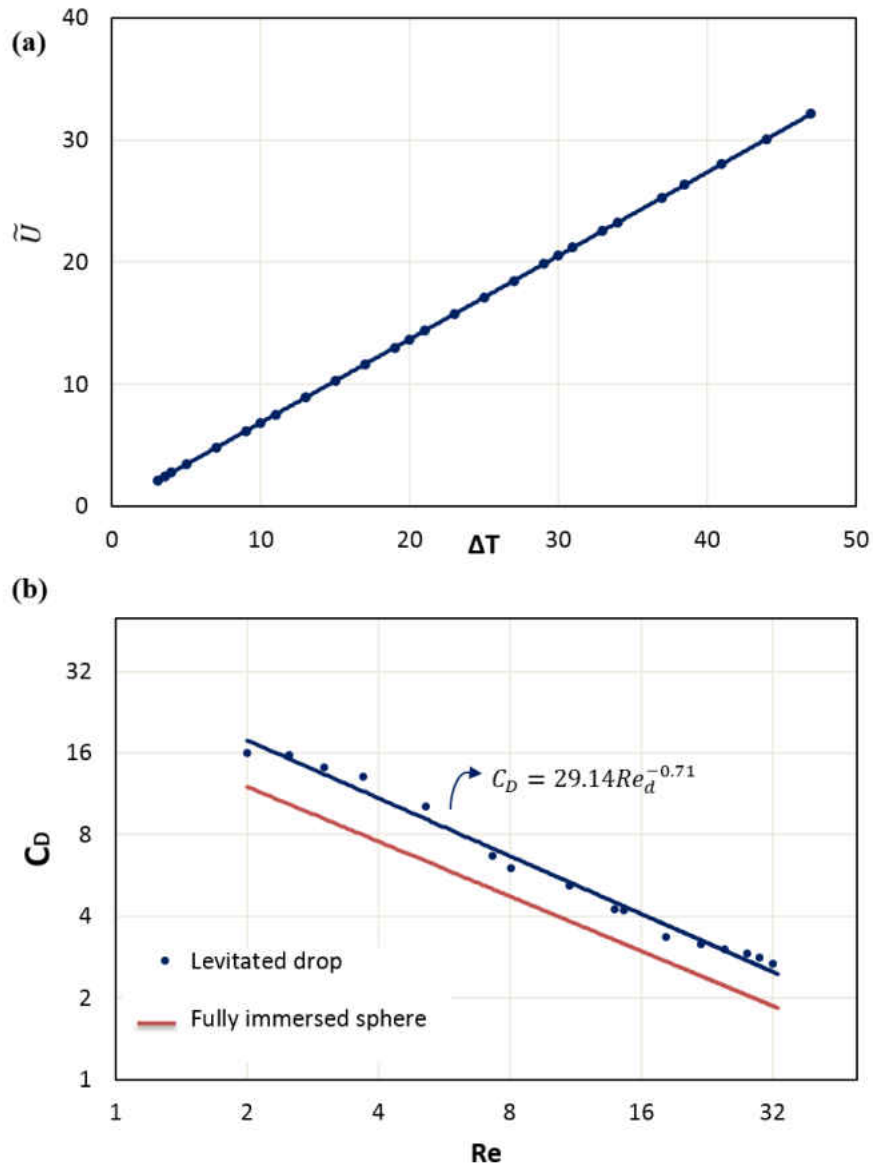 (a)
40
30
20
10
0
Ũ
0 10 20 30 40 50
ΔT
(b)
32
16
8
4
2
1
C_D
C_D = 29.14Re_d^{-0.71}
Levitated drop
Fully immersed sphere
1 2 4 8 16 32
Re